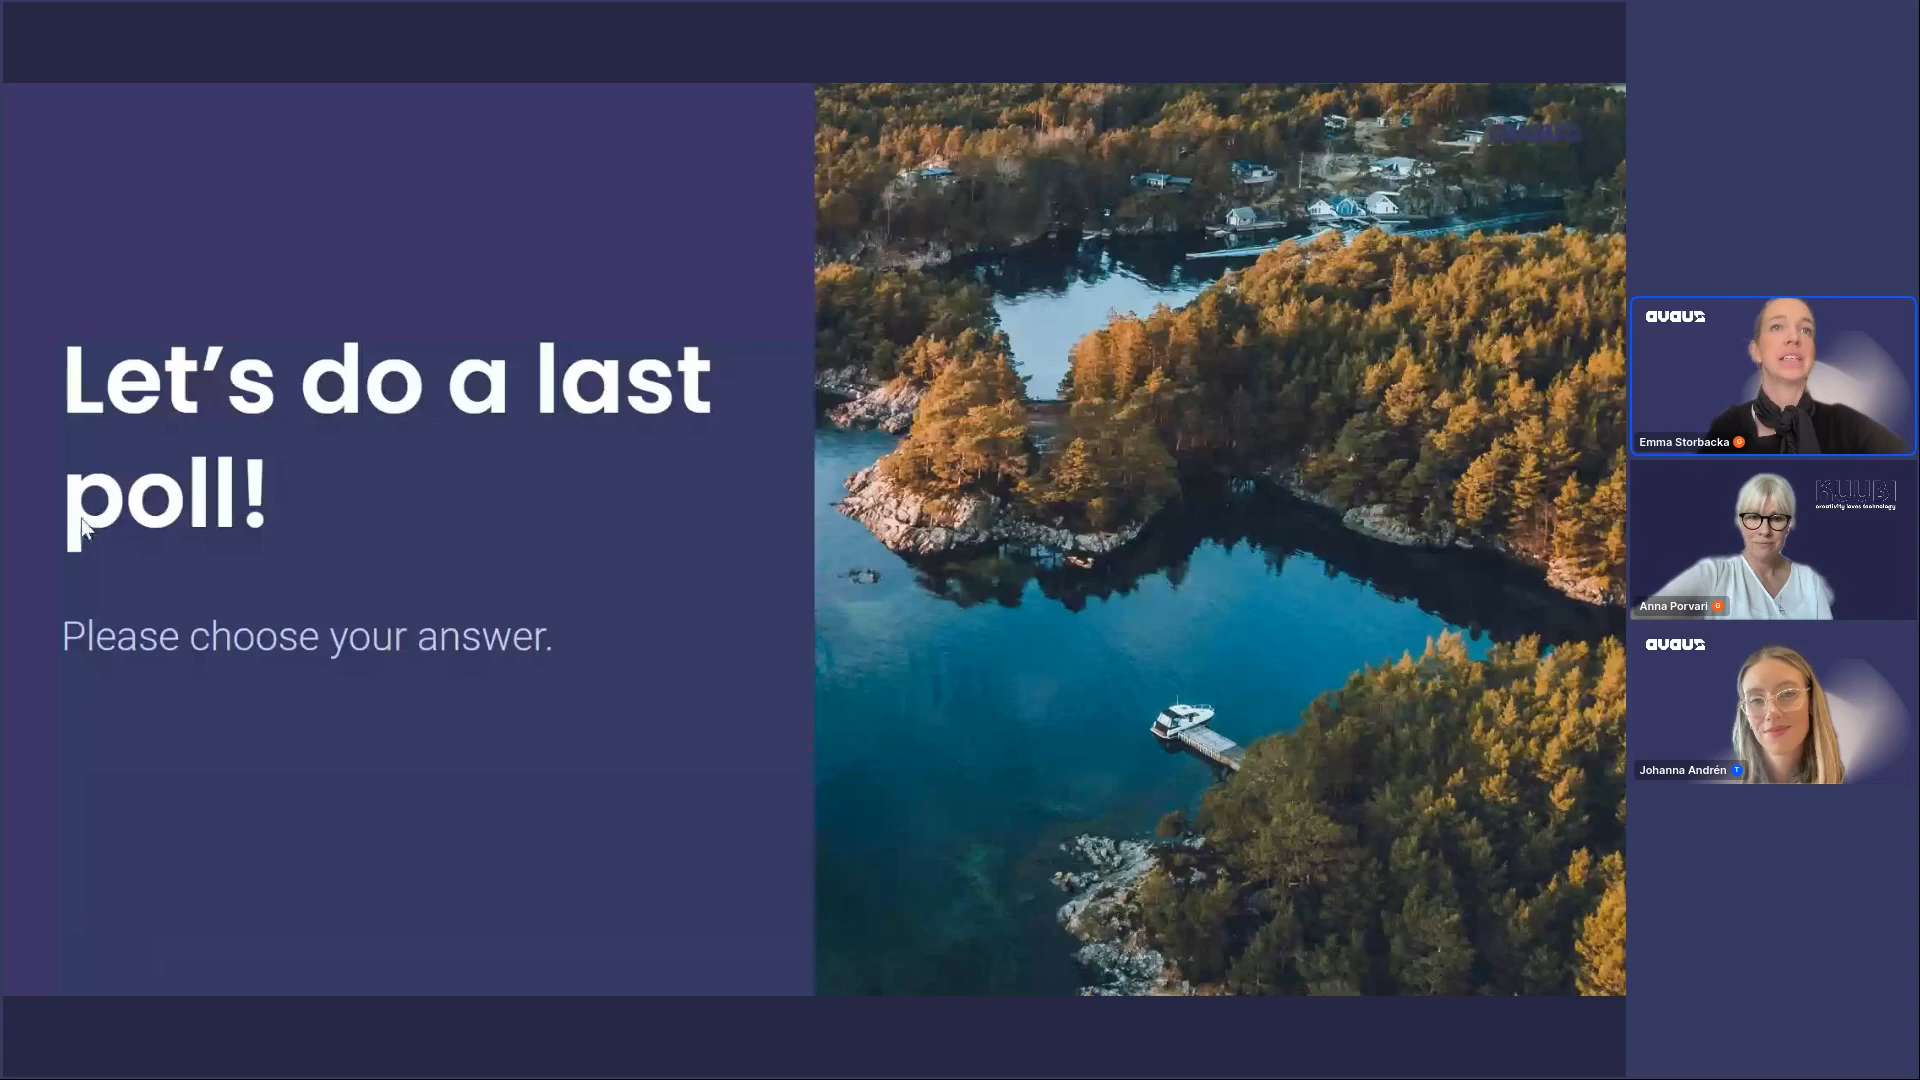 Let’s do a last
poll!
Please choose your answer.
avaus
Emma Storbacka
KUUBI
creativity loves technology
Anna Porvari
avaus
Johanna Andrén